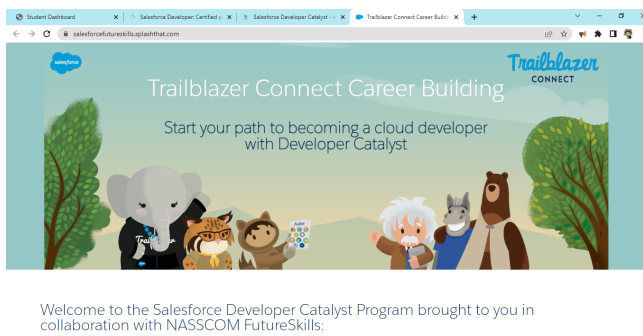 Student Dashboard
Salesforce Developer: Certified p
Salesforce Developer Catalyst -
Trailblazer Connect Career Buildi
salesforcefutureskills.splashthat.com
salesforce
Trailblazer
CONNECT
Trailblazer Connect Career Building
Start your path to becoming a cloud developer
with Developer Catalyst
Welcome to the Salesforce Developer Catalyst Program brought to you in
collaboration with NASSCOM FutureSkills: